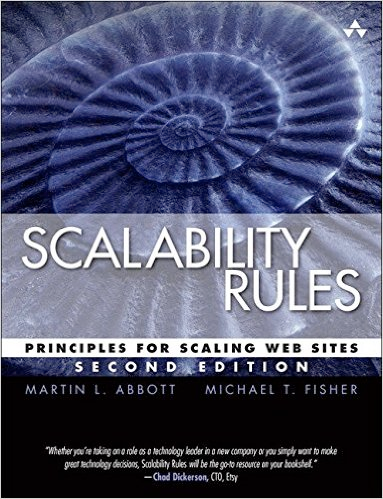 SCALABILITY
RULES
PRINCIPLES FOR SCALING WEB SITES
SECOND EDITION
MARTIN L. ABBOTT MICHAEL T. FISHER
"Whether you're taking on a role as a technology leader in a new company or you simply want to make
great technology decisions, Scalability Rules will be the go-to resource on your bookshelf."
— Chad Dickerson, CTO, Etsy